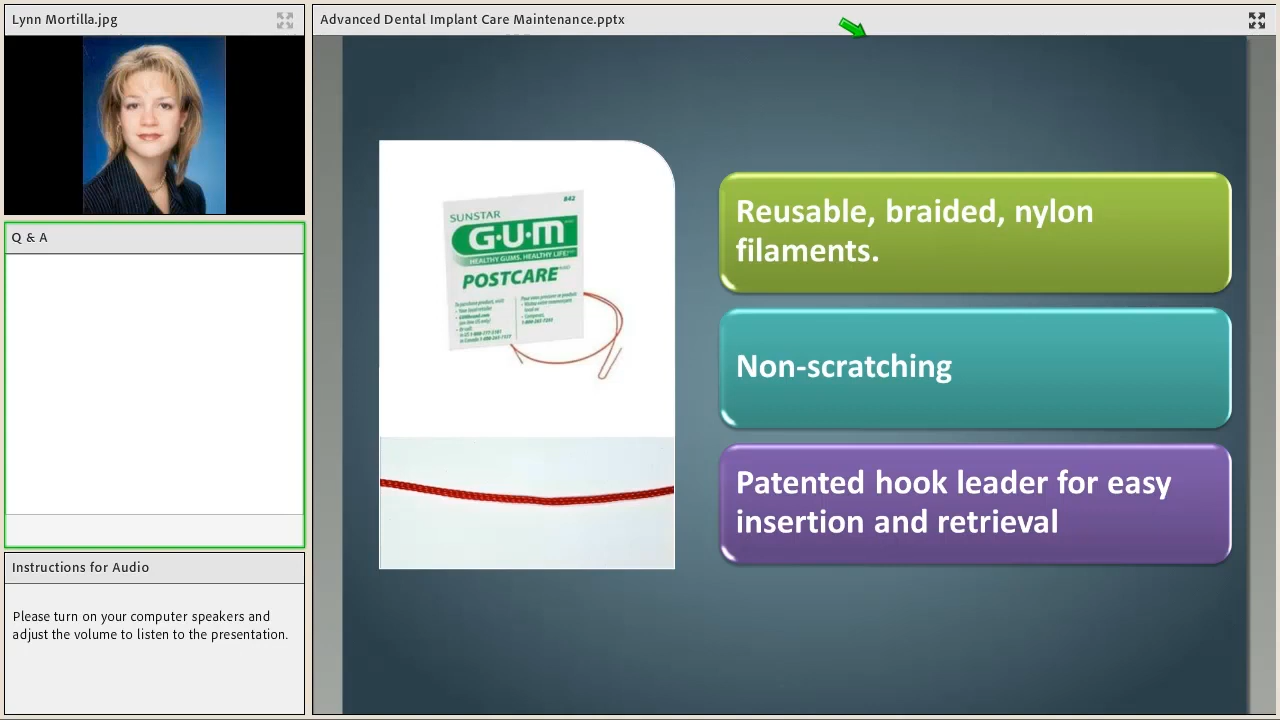 Lynn Mortilla.jpg
Q & A
Instructions for Audio
Please turn on your computer speakers and
adjust the volume to listen to the presentation.
Advanced Dental Implant Care Maintenance.pptx
842
SUNSTAR
G·U·M
HEALTHY GUMS. HEALTHY LIFE.
POSTCARE
Reusable, braided, nylon
filaments.
Non-scratching
Patented hook leader for easy
insertion and retrieval